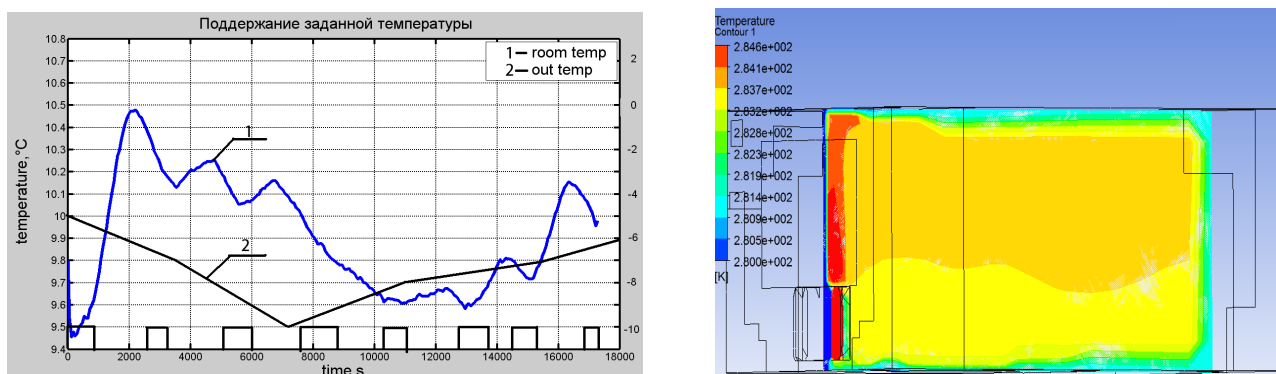 Поддержание заданной температуры
10.8
10.7
10.6
10.5
10.4
10.3
10.2
10.1
10
9.9
9.8
9.7
9.6
9.5
9.4
temperature,°C
1— room temp
2— out temp
1
2
2
0
-2
-4
-6
-8
-10
0
2000
4000
6000
8000
10000
12000
14000
16000
18000
time,s
Temperature
Contour 1
2.846e+002
2.841e+002
2.837e+002
2.832e+002
2.828e+002
2.823e+002
2.819e+002
2.814e+002
2.809e+002
2.805e+002
2.800e+002
[K]